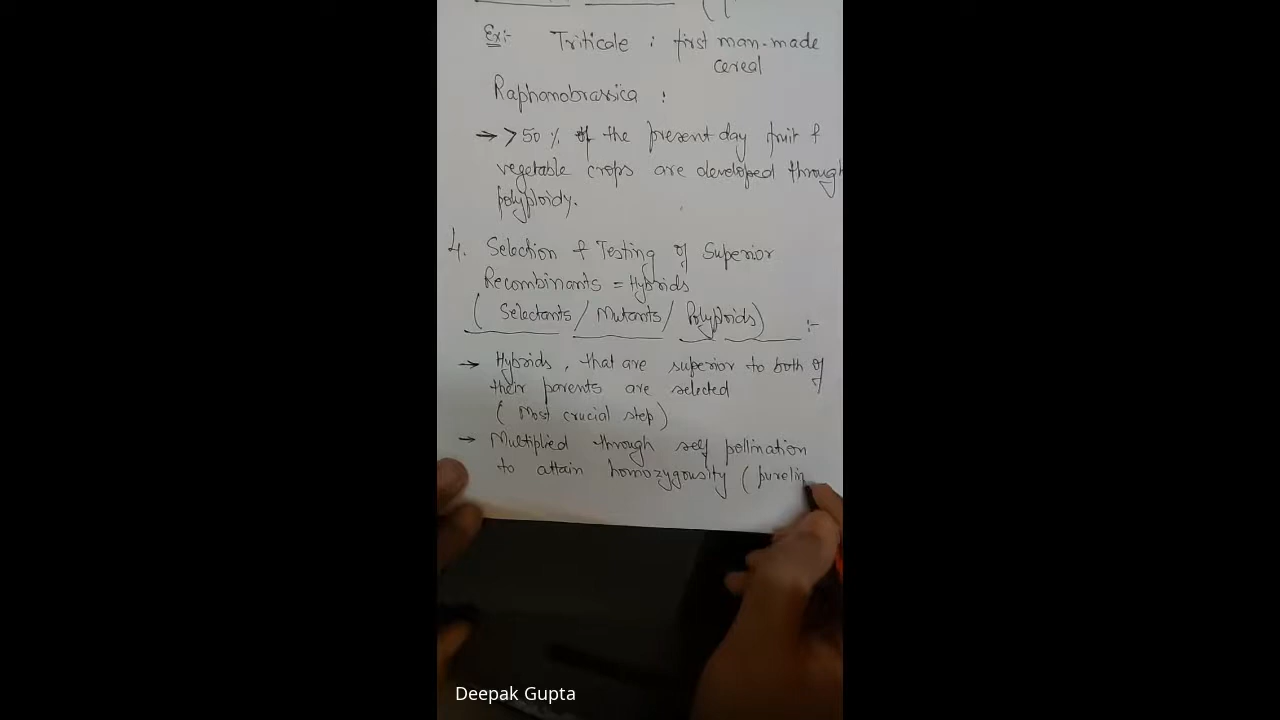 Ex:- Triticale : first man-made
cereal
Raphanobrassica :
→ >50 % of the present day fruit &
vegetable crops are developed through
polyploidy.
4. Selection & Testing of Superior
Recombinants = Hybrids
( Selectants / Mutants / Polyploids) :-
→ Hybrids, that are superior to both of
their parents are selected
( Most crucial step)
→ Multiplied through self pollination
to attain homozygousity ( purelin
Deepak Gupta